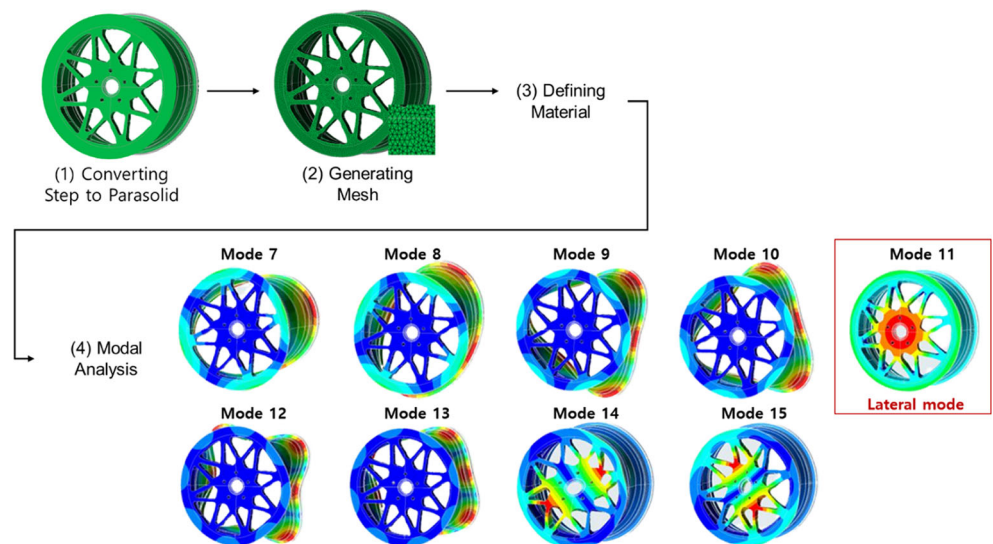 (1) Converting
Step to Parasolid
(2) Generating
Mesh
(3) Defining
Material
(4) Modal
Analysis
Mode 7
Mode 8
Mode 9
Mode 10
Mode 11
Lateral mode
Mode 12
Mode 13
Mode 14
Mode 15